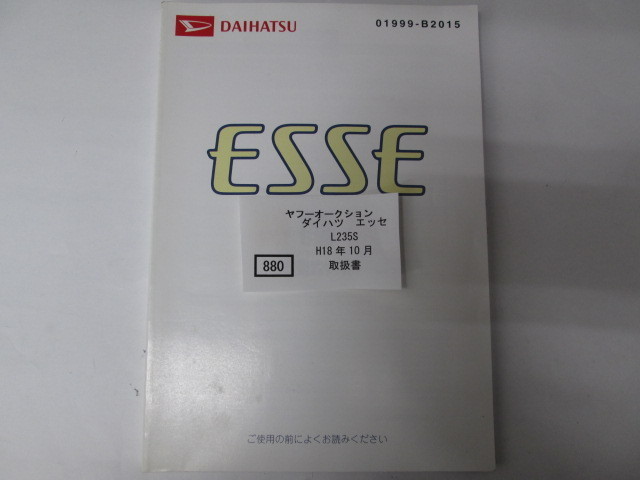 DAIHATSU
01999-B2015
ESSE
ヤフーオークション
ダイハツ　エッセ
L235S
H18 年 10 月
880
取扱書
ご使用の前によくお読みください